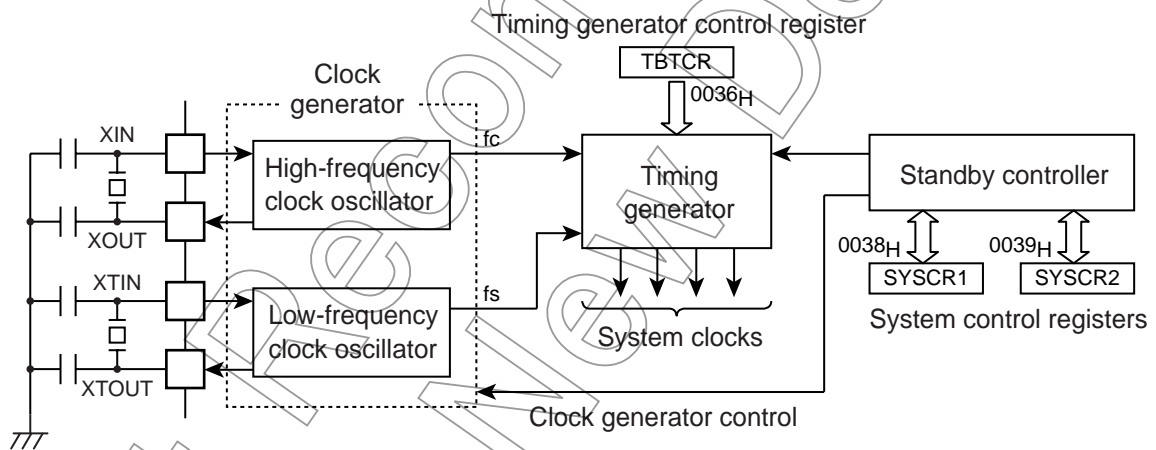 Timing generator control register
TBTCR
0036H
Clock
generator
XIN
XOUT
XTIN
XTOUT
High-frequency
clock oscillator
fc
Low-frequency
clock oscillator
fs
Timing
generator
System clocks
Standby controller
0038H
0039H
SYSCR1
SYSCR2
System control registers
Clock generator control